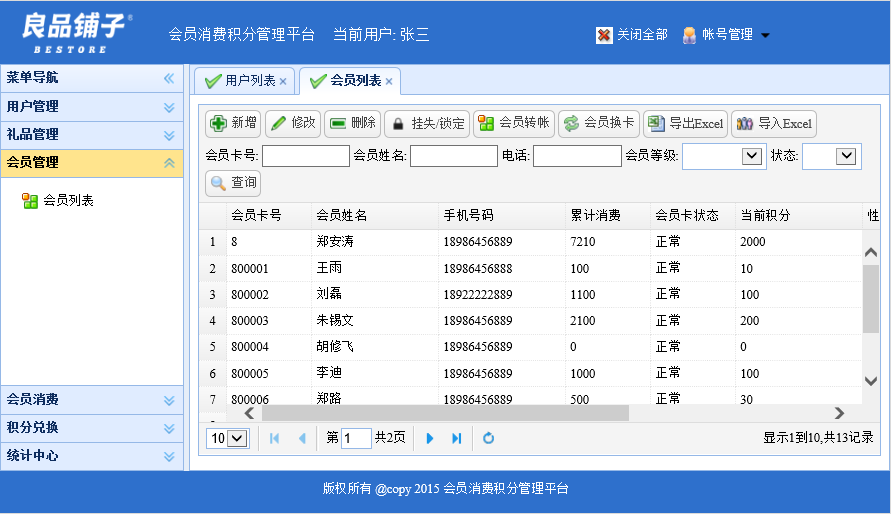 良品铺子®
BESTORE
会员消费积分管理平台 当前用户: 张三
关闭全部 帐号管理
菜单导航
用户管理
礼品管理
会员管理
会员列表
会员消费
积分兑换
统计中心
用户列表 × 会员列表 ×
新增 修改 删除 挂失/锁定 会员转帐 会员换卡 导出Excel 导入Excel
会员卡号: 会员姓名: 电话: 会员等级: 状态:
查询
会员卡号 会员姓名 手机号码 累计消费 会员卡状态 当前积分 性
1 8 郑安涛 18986456889 7210 正常 2000
2 800001 王雨 18986456888 100 正常 10
3 800002 刘磊 18922222889 1100 正常 100
4 800003 朱锡文 18986456889 2100 正常 200
5 800004 胡修飞 18986456889 0 正常 0
6 800005 李迪 18986456889 1000 正常 100
7 800006 郑路 18986456889 500 正常 30
10 第 1 共2页 显示1到10,共13记录
版权所有 @copy 2015 会员消费积分管理平台